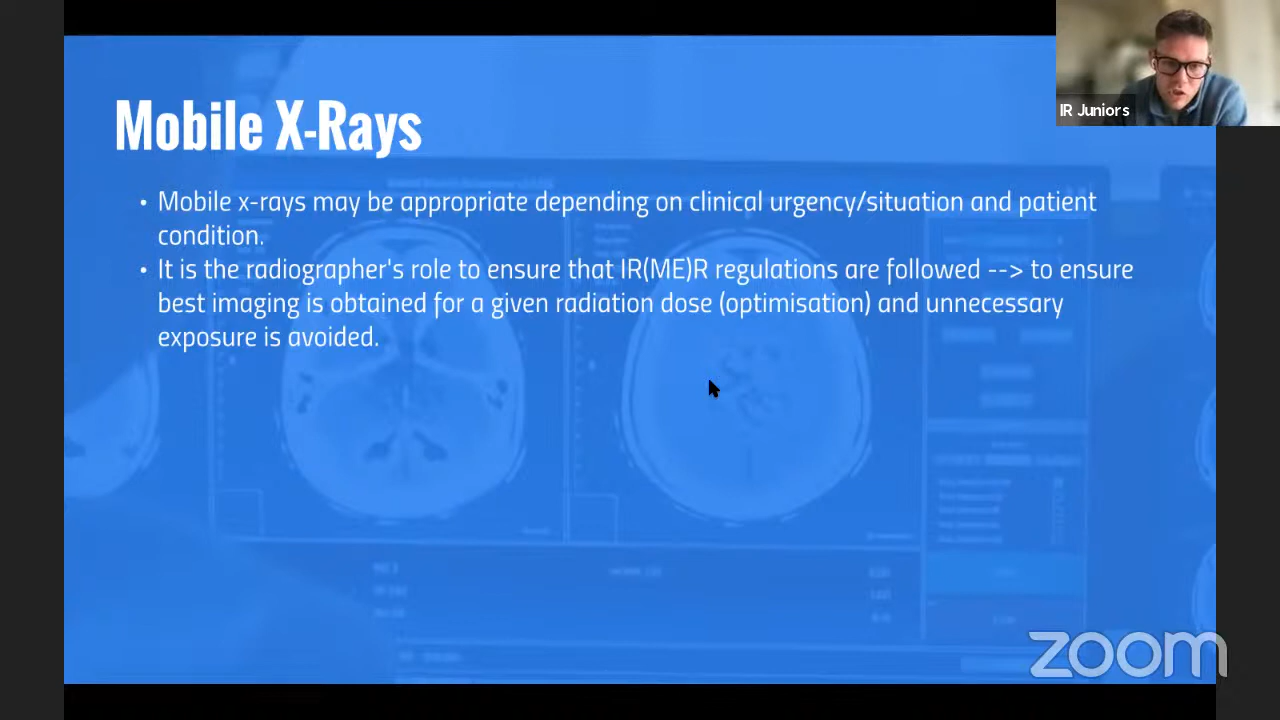 IR Juniors
Mobile X-Rays
• Mobile x-rays may be appropriate depending on clinical urgency/situation and patient
condition.
• It is the radiographer's role to ensure that IR(ME)R regulations are followed --> to ensure
best imaging is obtained for a given radiation dose (optimisation) and unnecessary
exposure is avoided.
zoom